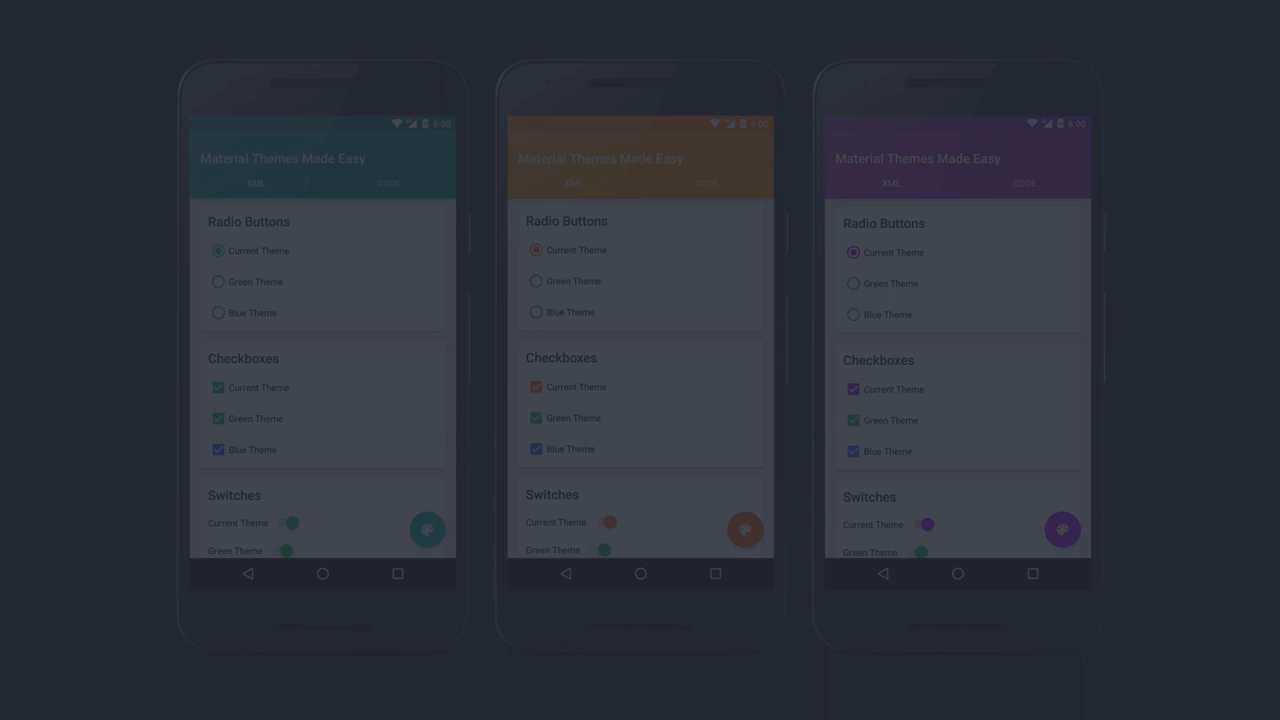 6:00
Material Themes Made Easy
XML CODE
Radio Buttons
Current Theme
Green Theme
Blue Theme
Checkboxes
Current Theme
Green Theme
Blue Theme
Switches
Current Theme
Green Theme
6:00
Material Themes Made Easy
XML CODE
Radio Buttons
Current Theme
Green Theme
Blue Theme
Checkboxes
Current Theme
Green Theme
Blue Theme
Switches
Current Theme
Green Theme
6:00
Material Themes Made Easy
XML CODE
Radio Buttons
Current Theme
Green Theme
Blue Theme
Checkboxes
Current Theme
Green Theme
Blue Theme
Switches
Current Theme
Green Theme